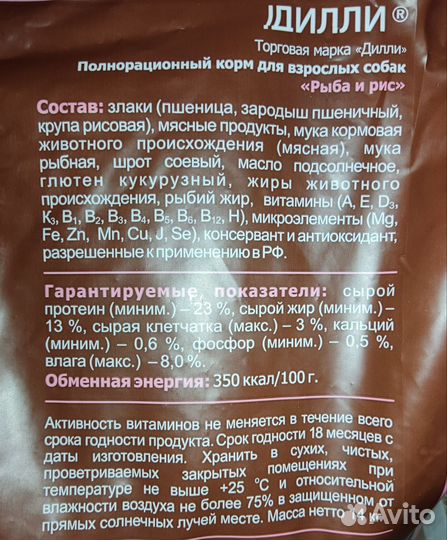 ДИЛЛИ®
Торговая марка «Дилли»
Полнорационный корм для взрослых собак
«Рыба и рис»
Состав: злаки (пшеница, зародыш пшеничный,
крупа рисовая), мясные продукты, мука кормовая
животного происхождения (мясная), мука
рыбная, шрот соевый, масло подсолнечное,
глютен кукурузный, жиры животного
происхождения, рыбий жир, витамины (A, E, D₃,
K₃, B₁, B₂, B₃, B₄, B₅, B₆, B₁₂, H), микроэлементы (Mg,
Fe, Zn, Mn, Cu, J, Se), консервант и антиоксидант,
разрешенные к применению в РФ.
Гарантируемые показатели: сырой
протеин (миним.) – 23 %, сырой жир (миним.) –
13 %, сырая клетчатка (макс.) – 3 %, кальций
(миним.) – 0,6 %, фосфор (миним.) – 0,5 %,
влага (макс.) – 8,0%.
Обменная энергия: 350 ккал/100 г.
Активность витаминов не меняется в течение всего
срока годности продукта. Срок годности 18 месяцев с
даты изготовления. Хранить в сухих, чистых,
проветриваемых закрытых помещениях при
температуре не выше +25 °С и относительной
влажности воздуха не более 75% в защищенном от
прямых солнечных лучей месте. Масса нетто кг.
Avito